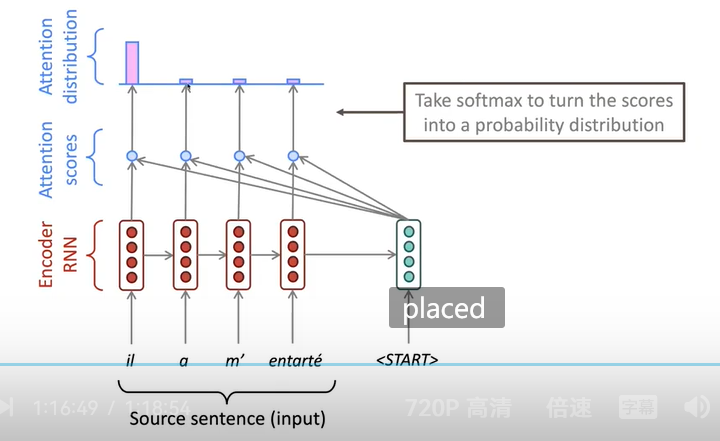 Attention
distribution
Take softmax to turn the scores
into a probability distribution
Attention
scores
Encoder
RNN
placed
il a m' entarté <START>
1:16:49 / 1:18:54 720P 高清 倍速 字幕
Source sentence (input)